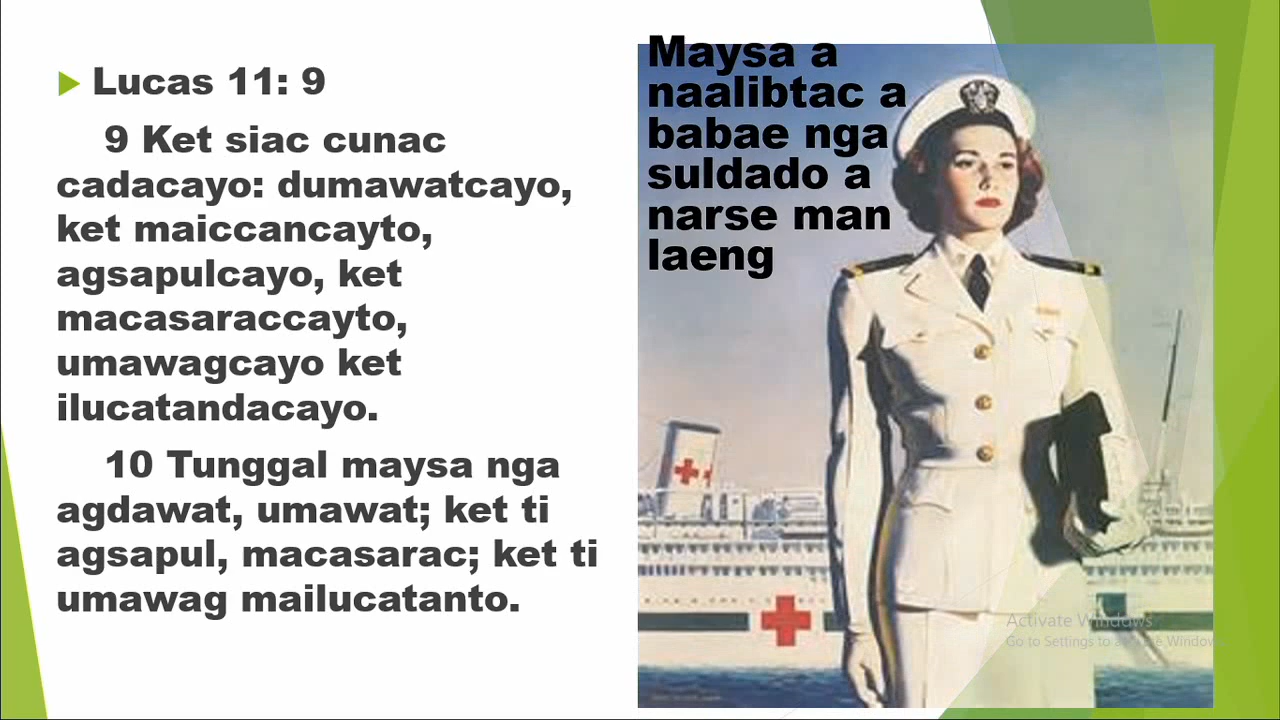 Lucas 11: 9
9 Ket siac cunac
cadacayo: dumawatcayo,
ket maiccancayto,
agsapulcayo, ket
macasaraccayto,
umawagcayo ket
ilucatandacayo.
10 Tunggal maysa nga
agdawat, umawat; ket ti
agsapul, macasarac; ket ti
umawag mailucatanto.
Maysa a
naalibtac a
babae nga
suldado a
narse man
laeng
Activate Windows
Go to Settings to activate Windows.